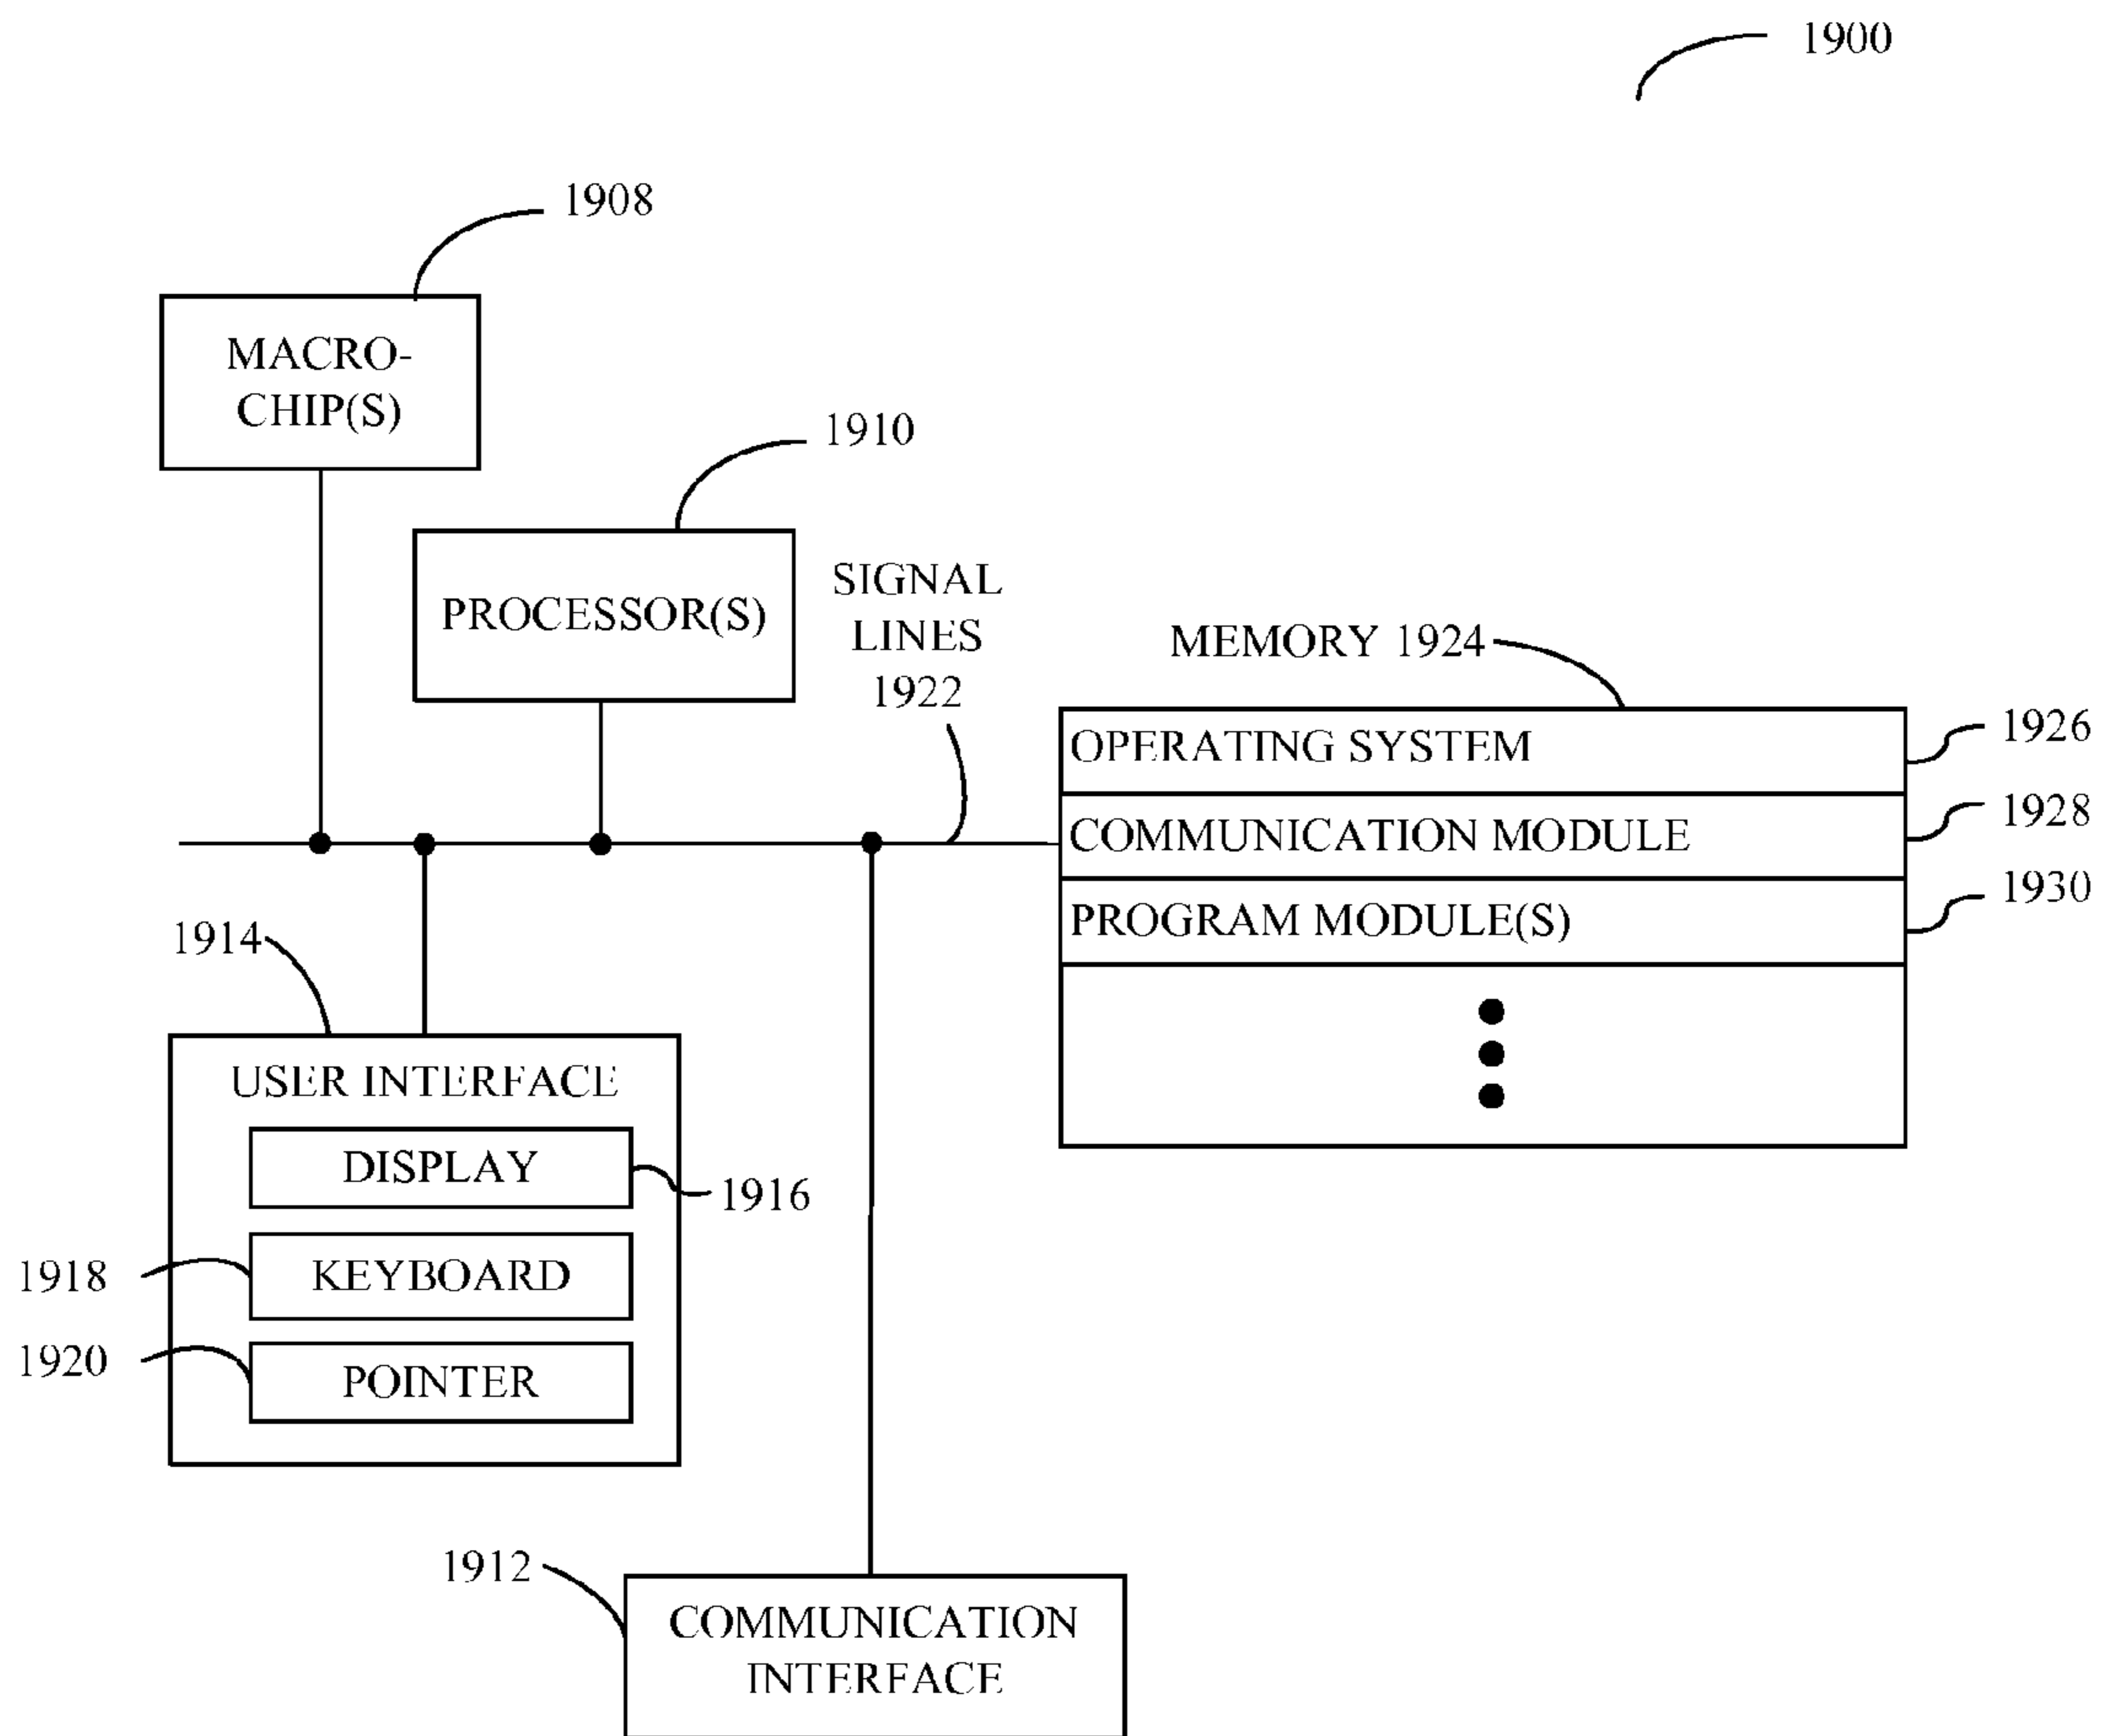 1900
1908
MACRO-
CHIP(S)
1910
PROCESSOR(S)
SIGNAL
LINES
1922
MEMORY 1924
OPERATING SYSTEM
1926
COMMUNICATION MODULE
1928
PROGRAM MODULE(S)
1930
1914
USER INTERFACE
DISPLAY
1916
1918
KEYBOARD
1920
POINTER
1912
COMMUNICATION
INTERFACE